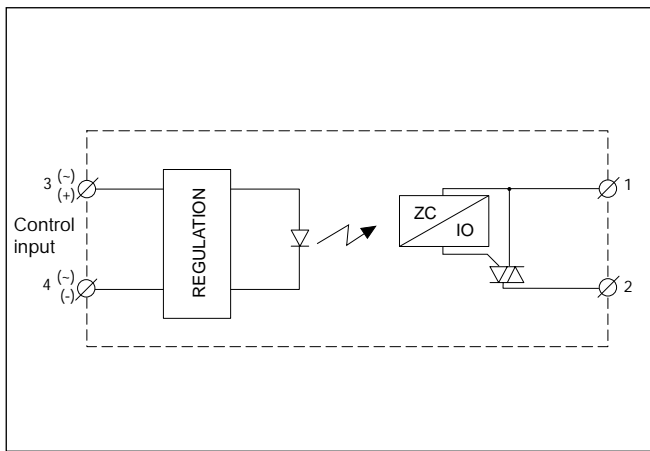 3 (~)
(+)
Control
input
4 (~)
(-)
REGULATION
ZC
IO
1
2